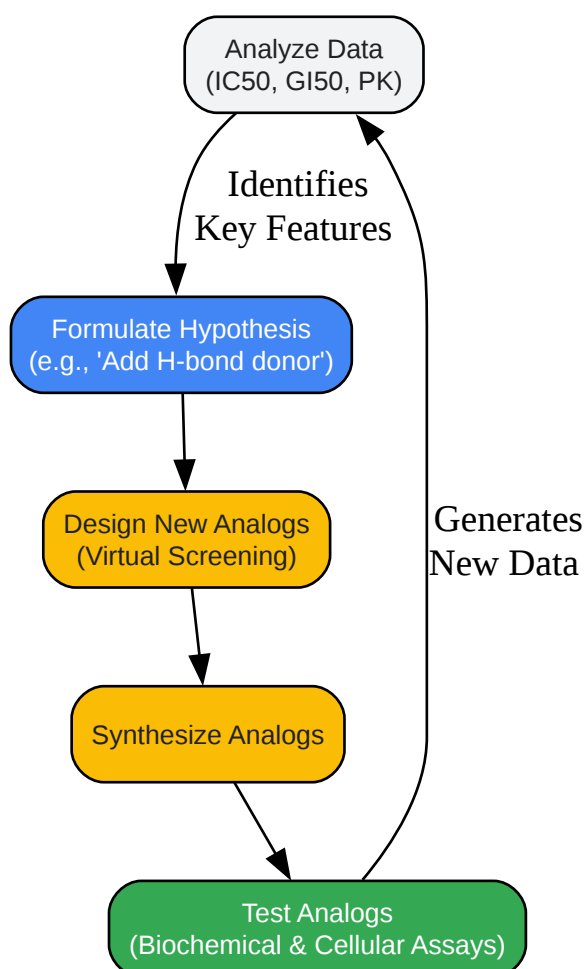 Analyze Data
(IC50, GI50, PK)
Identifies
Key Features
Formulate Hypothesis
(e.g., 'Add H-bond donor')
Design New Analogs
(Virtual Screening)
Generates
New Data
Synthesize Analogs
Test Analogs
(Biochemical & Cellular Assays)